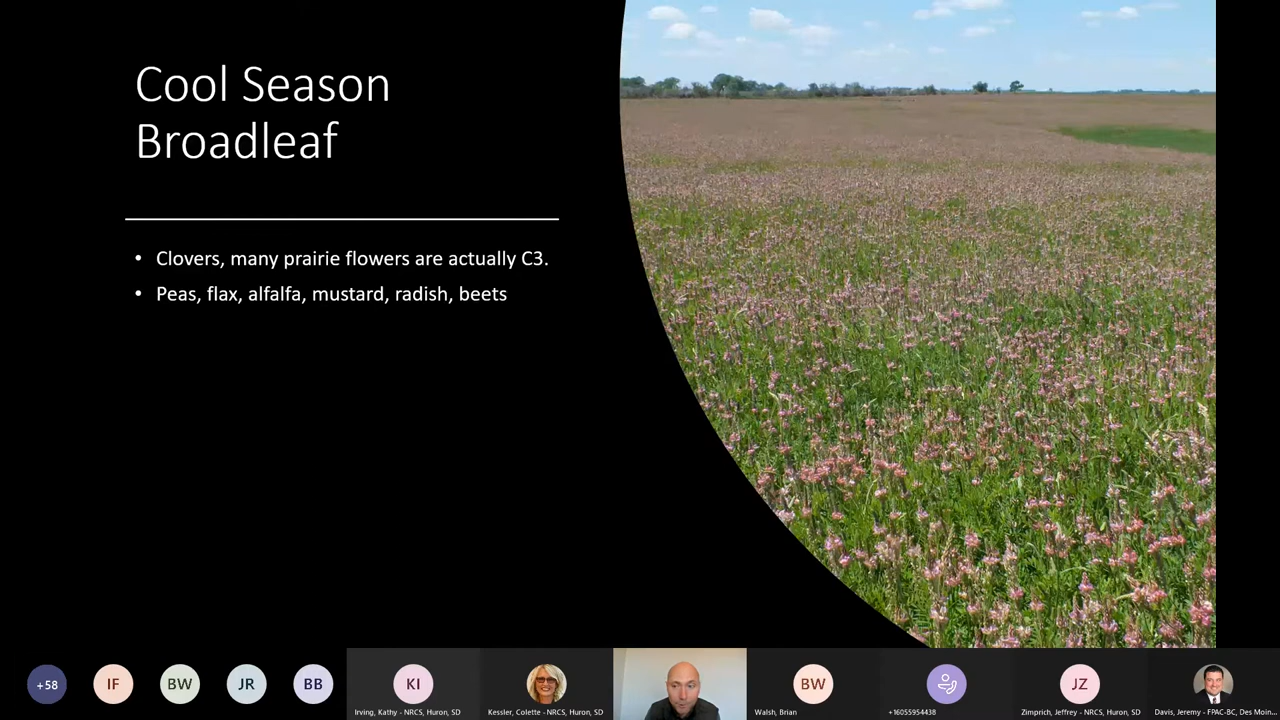 Cool Season
Broadleaf
• Clovers, many prairie flowers are actually C3.
• Peas, flax, alfalfa, mustard, radish, beets
+58
IF
BW
JR
BB
KI
BW
JZ
Irving, Kathy - NRCS, Huron, SD
Kessler, Colette - NRCS, Huron, SD
Walsh, Brian
+16055954438
Zimprich, Jeffrey - NRCS, Huron, SD
Davis, Jeremy - FPAC-BC, Des Moin...